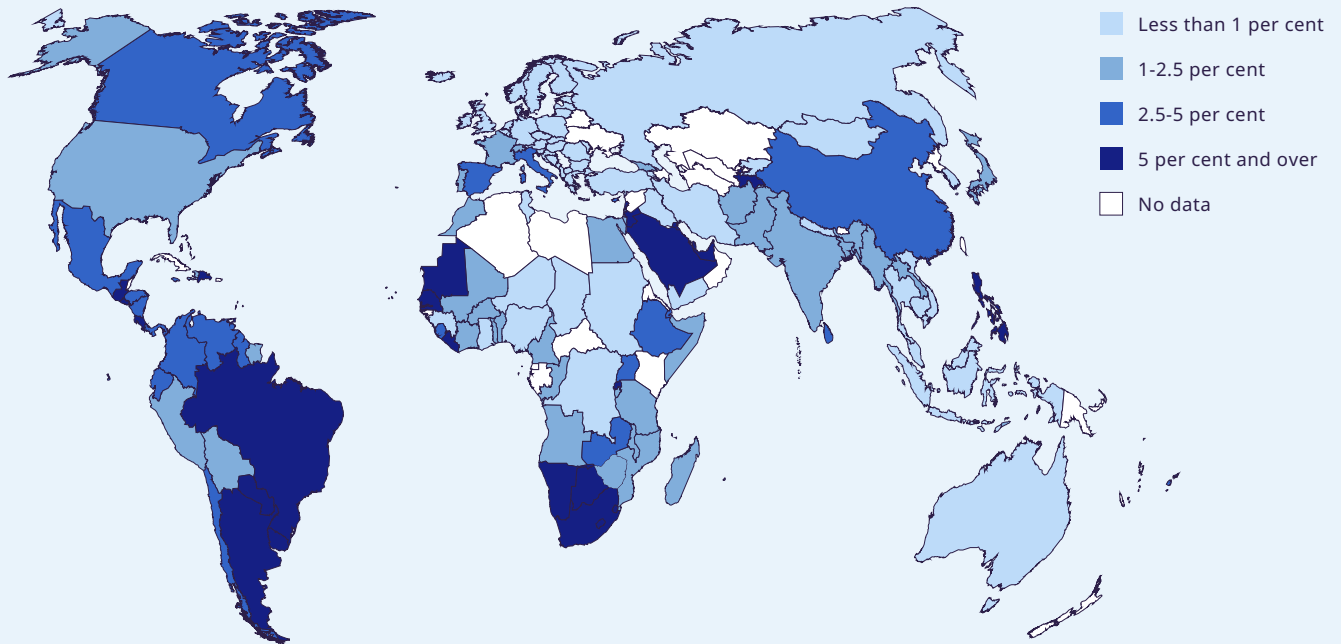 Less than 1 per cent
1-2.5 per cent
2.5-5 per cent
5 per cent and over
No data